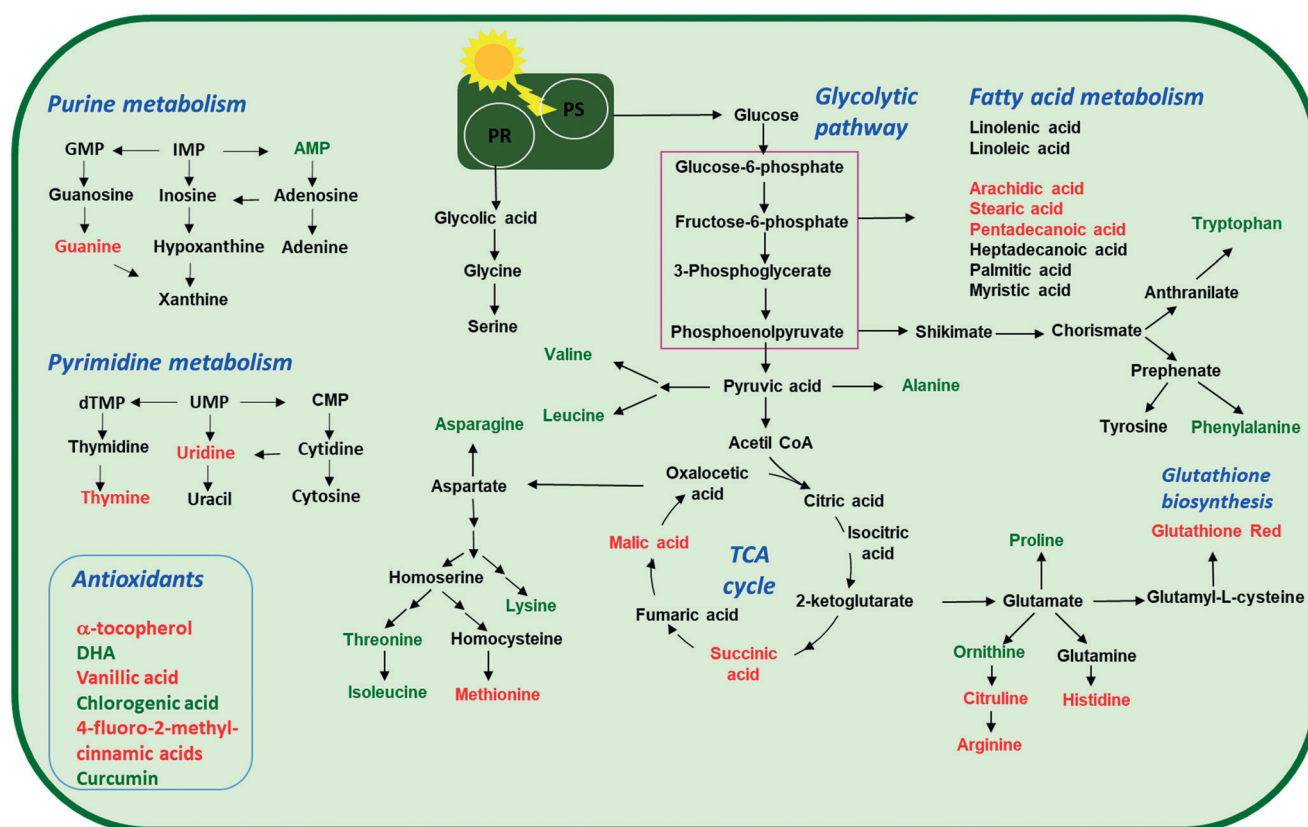 Purine metabolism
GMP
IMP
AMP
Guanosine
Inosine
Adenosine
Guanine
Hypoxanthine
Adenine
Xanthine
Pyrimidine metabolism
dTMP
UMP
CMP
Thymidine
Uridine
Cytidine
Thymine
Uracil
Cytosine
Antioxidants
α-tocopherol
DHA
Vanillic acid
Chlorogenic acid
4-fluoro-2-methyl-
cinnamic acids
Curcumin
PS
PR
Glycolic acid
Glycine
Serine
Glycolytic
pathway
Glucose
Glucose-6-phosphate
Fructose-6-phosphate
3-Phosphoglycerate
Phosphoenolpyruvate
Pyruvic acid
Valine
Leucine
Alanine
Acetil CoA
Fatty acid metabolism
Linolenic acid
Linoleic acid
Arachidic acid
Stearic acid
Pentadecanoic acid
Heptadecanoic acid
Palmitic acid
Myristic acid
Shikimate
Chorismate
Anthranilate
Tryptophan
Prephenate
Tyrosine
Phenylalanine
Asparagine
Aspartate
Homoserine
Lysine
Threonine
Homocysteine
Isoleucine
Methionine
TCA
cycle
Oxalocetic
acid
Citric acid
Isocitric
acid
2-ketoglutarate
Succinic
acid
Fumaric acid
Malic acid
Glutathione
biosynthesis
Glutathione Red
Glutamyl-L-cysteine
Proline
Glutamate
Ornithine
Glutamine
Citruline
Histidine
Arginine